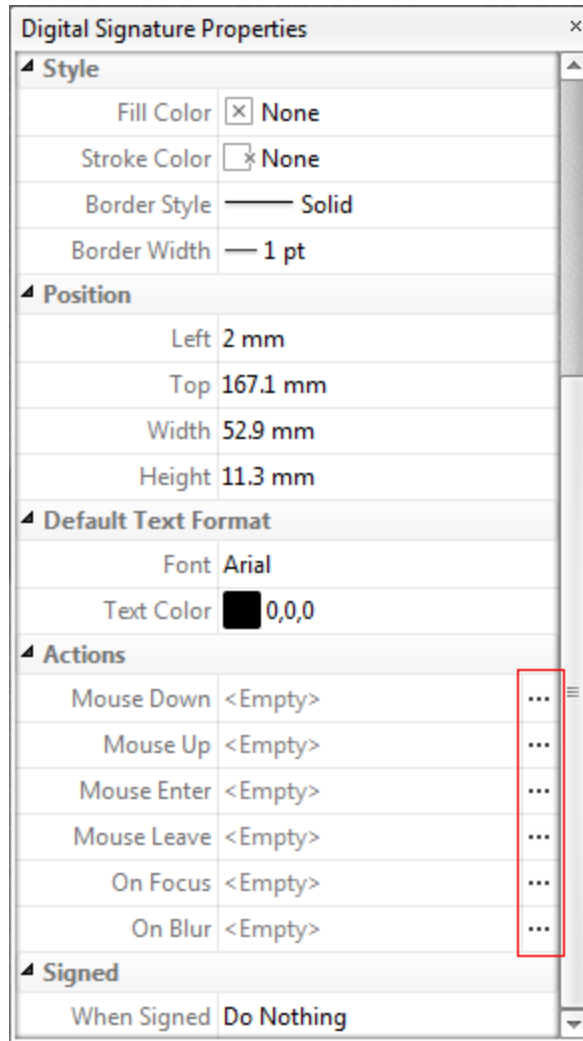 Digital Signature Properties
Style
Fill Color None
Stroke Color None
Border Style Solid
Border Width 1 pt
Position
Left 2 mm
Top 167.1 mm
Width 52.9 mm
Height 11.3 mm
Default Text Format
Font Arial
Text Color 0,0,0
Actions
Mouse Down <Empty> ...
Mouse Up <Empty> ...
Mouse Enter <Empty> ...
Mouse Leave <Empty> ...
On Focus <Empty> ...
On Blur <Empty> ...
Signed
When Signed Do Nothing